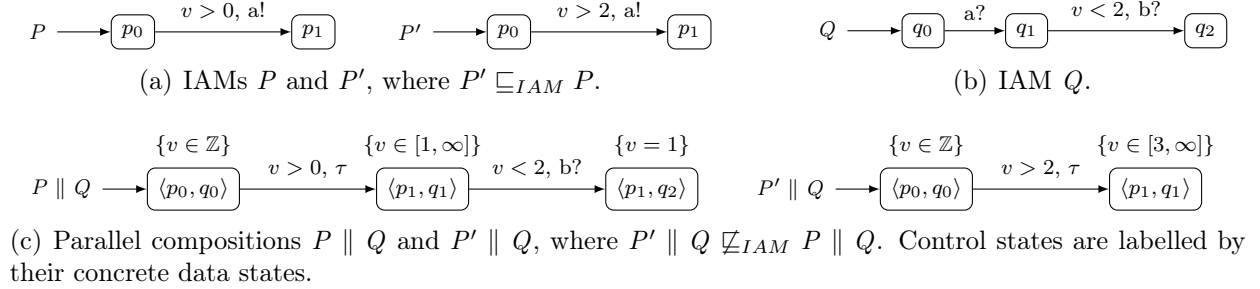 P p₀ v > 0, a! p₁ P′ p₀ v > 2, a! p₁
(a) IAMs P and P′, where P′ ⊑_IAM P.
Q q₀ a? q₁ v < 2, b? q₂
(b) IAM Q.
{v ∈ ℤ} {v ∈ [1, ∞]} {v = 1}
P ∥ Q ⟨p₀, q₀⟩ v > 0, τ ⟨p₁, q₁⟩ v < 2, b? ⟨p₁, q₂⟩
{v ∈ ℤ} {v ∈ [3, ∞]}
P′ ∥ Q ⟨p₀, q₀⟩ v > 2, τ ⟨p₁, q₁⟩
(c) Parallel compositions P ∥ Q and P′ ∥ Q, where P′ ∥ Q ⋢_IAM P ∥ Q. Control states are labelled by
their concrete data states.